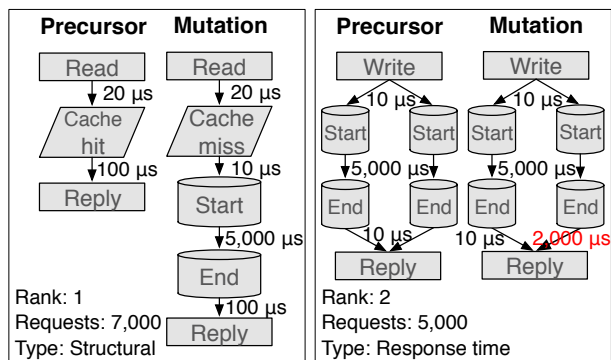 Precursor
Read
20 µs
Cache
hit
100 µs
Reply
Mutation
Read
20 µs
Cache
miss
10 µs
Start
5,000 µs
End
100 µs
Reply
Rank: 1
Requests: 7,000
Type: Structural
Precursor
Write
10 µs
Start
Start
5,000 µs
End
End
10 µs
Reply
Mutation
Write
10 µs
Start
Start
5,000 µs
End
End
10 µs
2,000 µs
Reply
Rank: 2
Requests: 5,000
Type: Response time